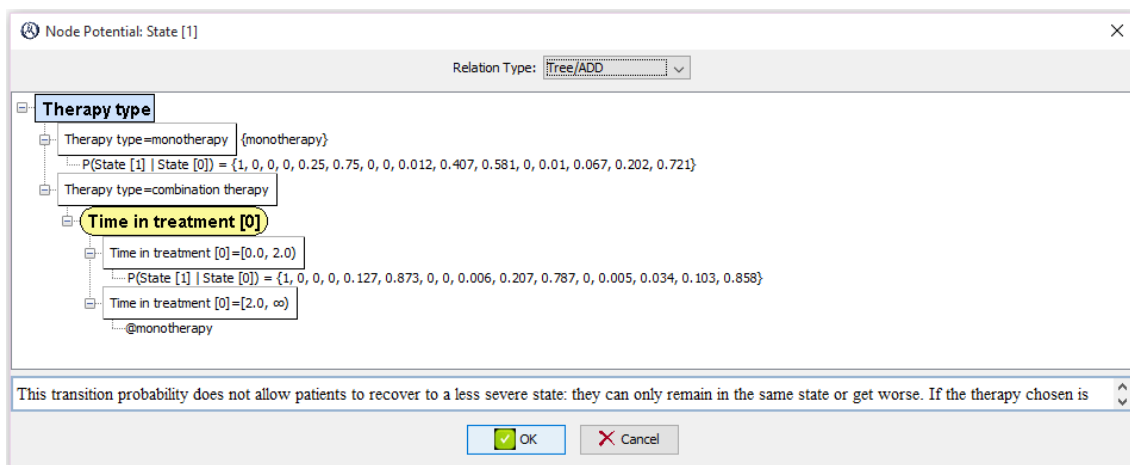 Node Potential: State [1]
Relation Type: Tree/ADD
Therapy type
Therapy type=monotherapy {monotherapy}
P(State [1] | State [0]) = {1, 0, 0, 0, 0.25, 0.75, 0, 0, 0.012, 0.407, 0.581, 0, 0.01, 0.067, 0.202, 0.721}
Therapy type=combination therapy
Time in treatment [0]
Time in treatment [0]=[0.0, 2.0)
P(State [1] | State [0]) = {1, 0, 0, 0, 0.127, 0.873, 0, 0, 0.006, 0.207, 0.787, 0, 0.005, 0.034, 0.103, 0.858}
Time in treatment [0]=[2.0, ∞)
@monotherapy
This transition probability does not allow patients to recover to a less severe state: they can only remain in the same state or get worse. If the therapy chosen is
OK Cancel